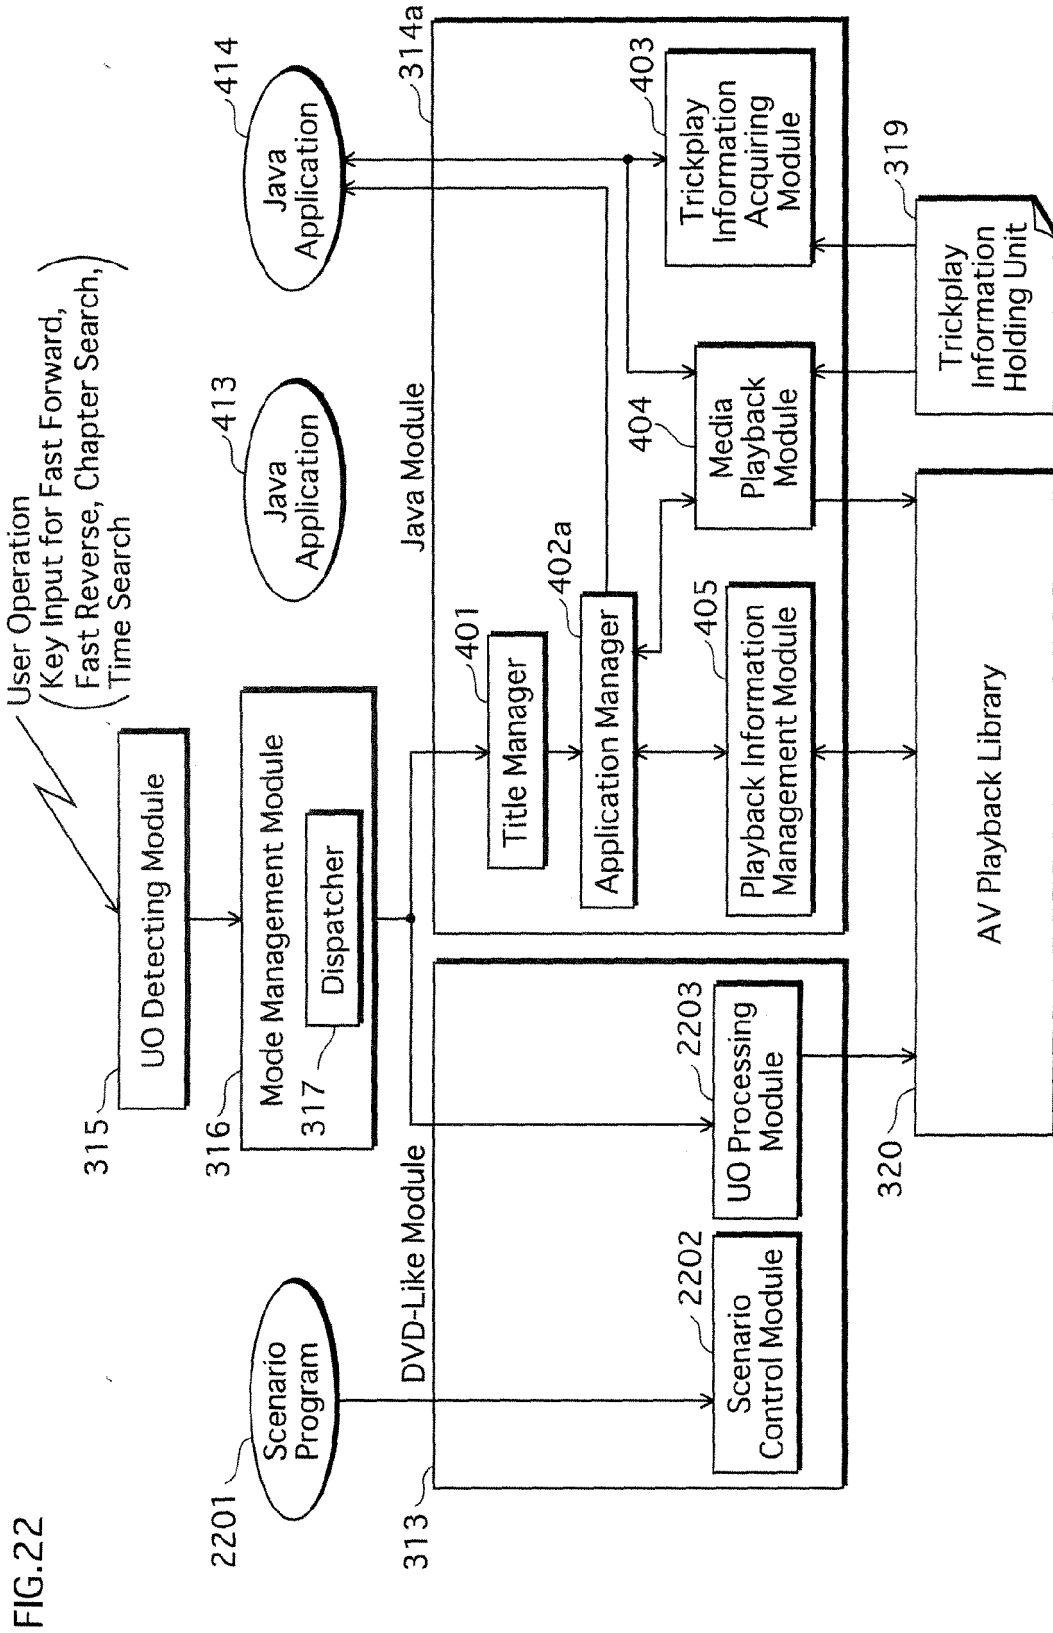 FIG.22
User Operation
Key Input for Fast Forward,
Fast Reverse, Chapter Search,
Time Search
315
UO Detecting Module
316
Mode Management Module
317
Dispatcher
2201
Scenario
Program
413
Java
Application
414
Java
Application
313
DVD-Like Module
Java Module
314a
401
Title Manager
402a
Application Manager
2202
Scenario
Control Module
2203
UO Processing
Module
405
Playback Information
Management Module
404
Media
Playback
Module
403
Trickplay
Information
Acquiring
Module
320
AV Playback Library
319
Trickplay
Information
Holding Unit